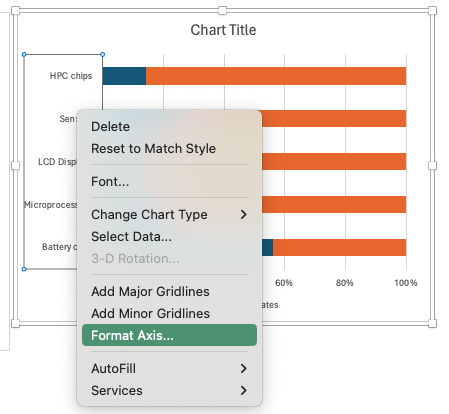 Chart Title
HPC chips
Sen
LCD Displ
Microprocess
Battery c
60%
80%
100%
ates
Delete
Reset to Match Style
Font...
Change Chart Type
Select Data...
3-D Rotation...
Add Major Gridlines
Add Minor Gridlines
Format Axis...
AutoFill
Services